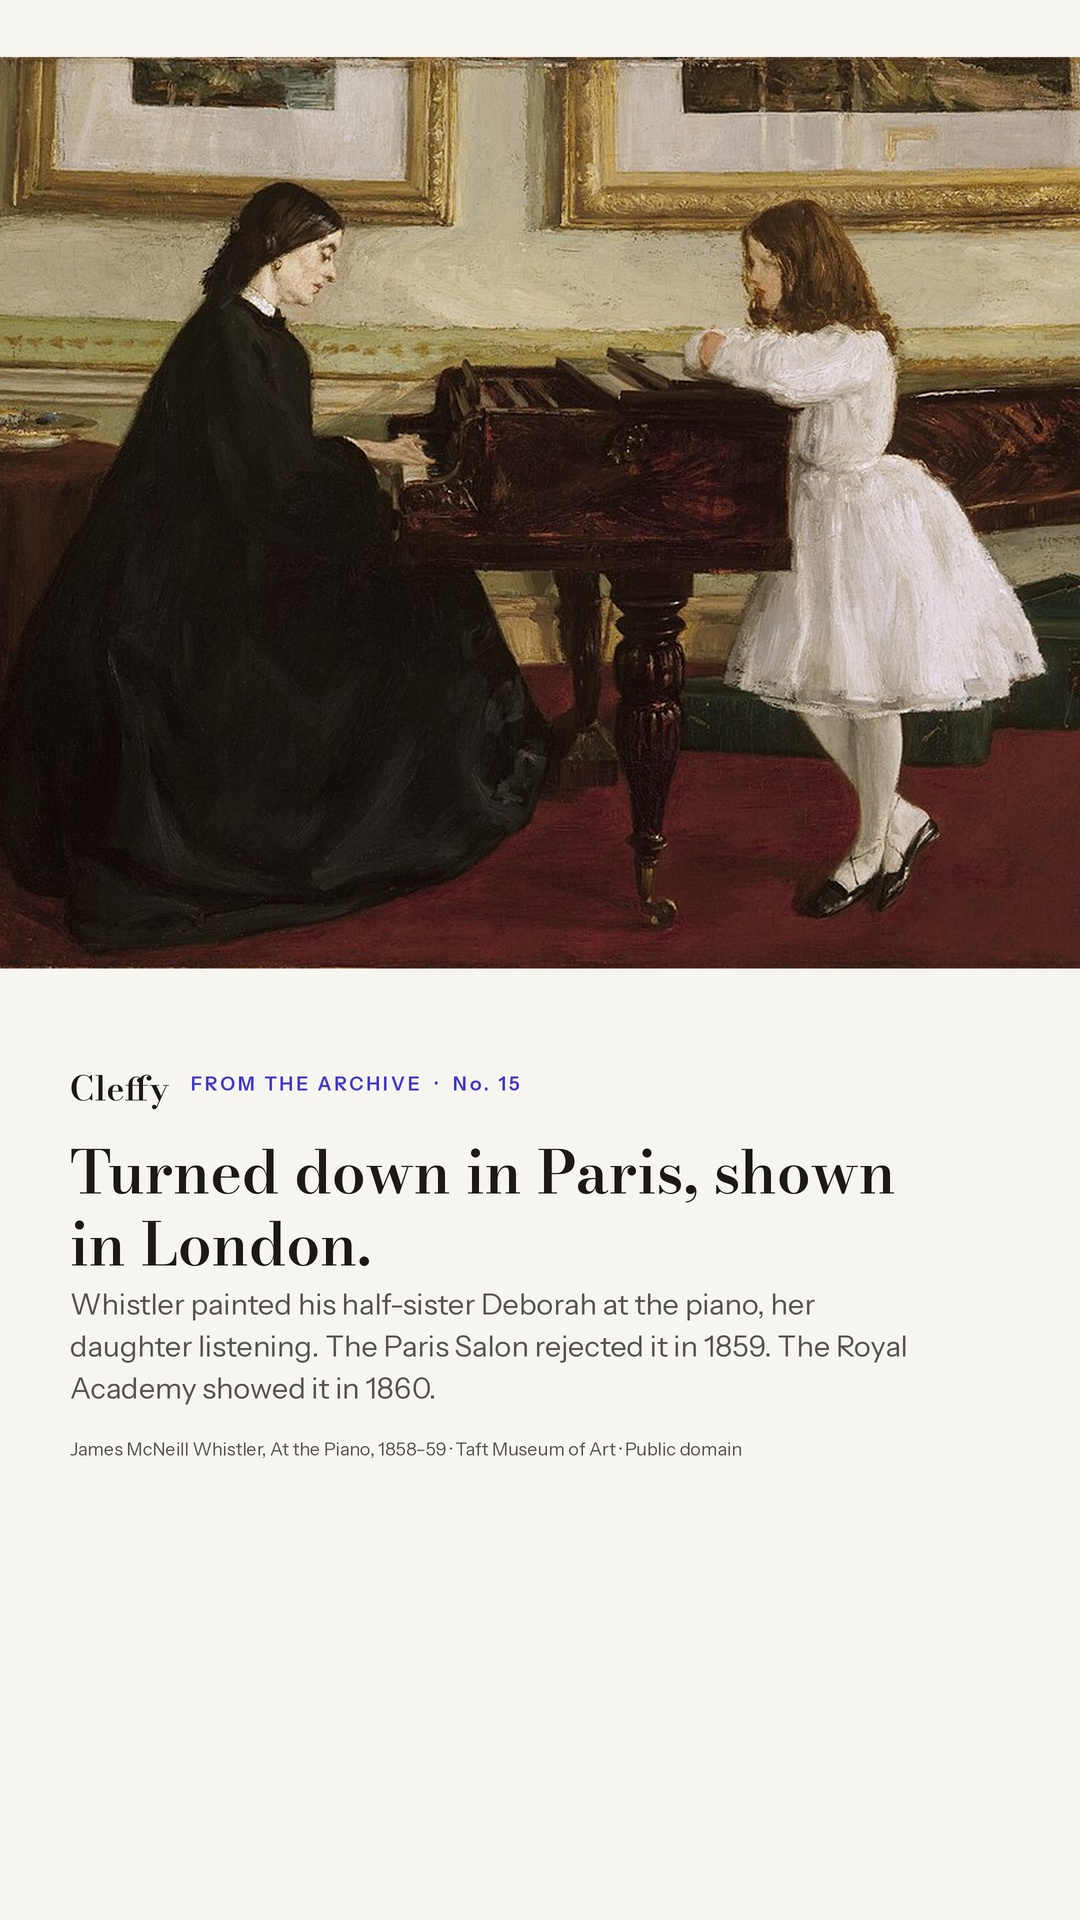 Cleffy FROM THE ARCHIVE · No. 15
Turned down in Paris, shown
in London.
Whistler painted his half-sister Deborah at the piano, her
daughter listening. The Paris Salon rejected it in 1859. The Royal
Academy showed it in 1860.
James McNeill Whistler, At the Piano, 1858–59 · Taft Museum of Art · Public domain